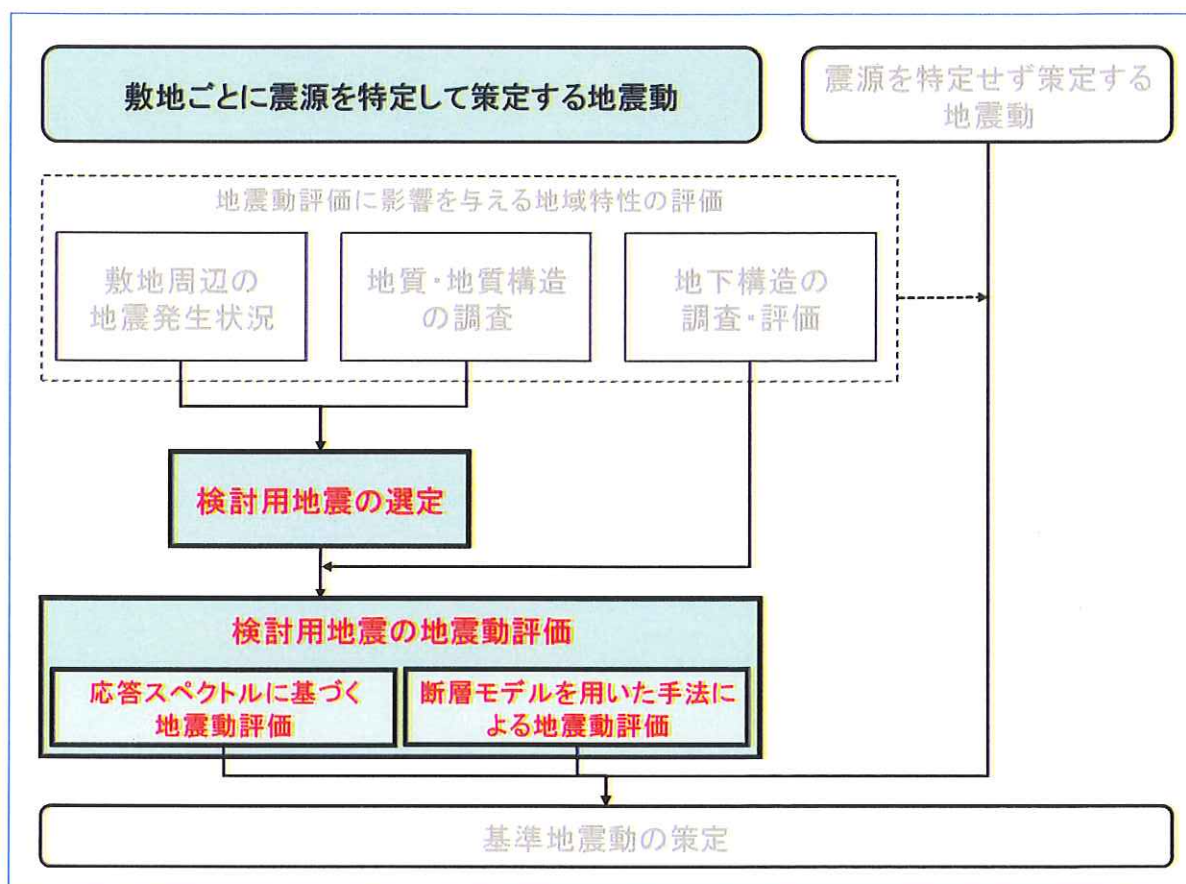 敷地ごとに震源を特定して策定する地震動
震源を特定せず策定する
地震動
地震動評価に影響を与える地域特性の評価
敷地周辺の
地震発生状況
地質・地質構造
の調査
地下構造の
調査・評価
検討用地震の選定
検討用地震の地震動評価
応答スペクトルに基づく
地震動評価
断層モデルを用いた手法に
よる地震動評価
基準地震動の策定